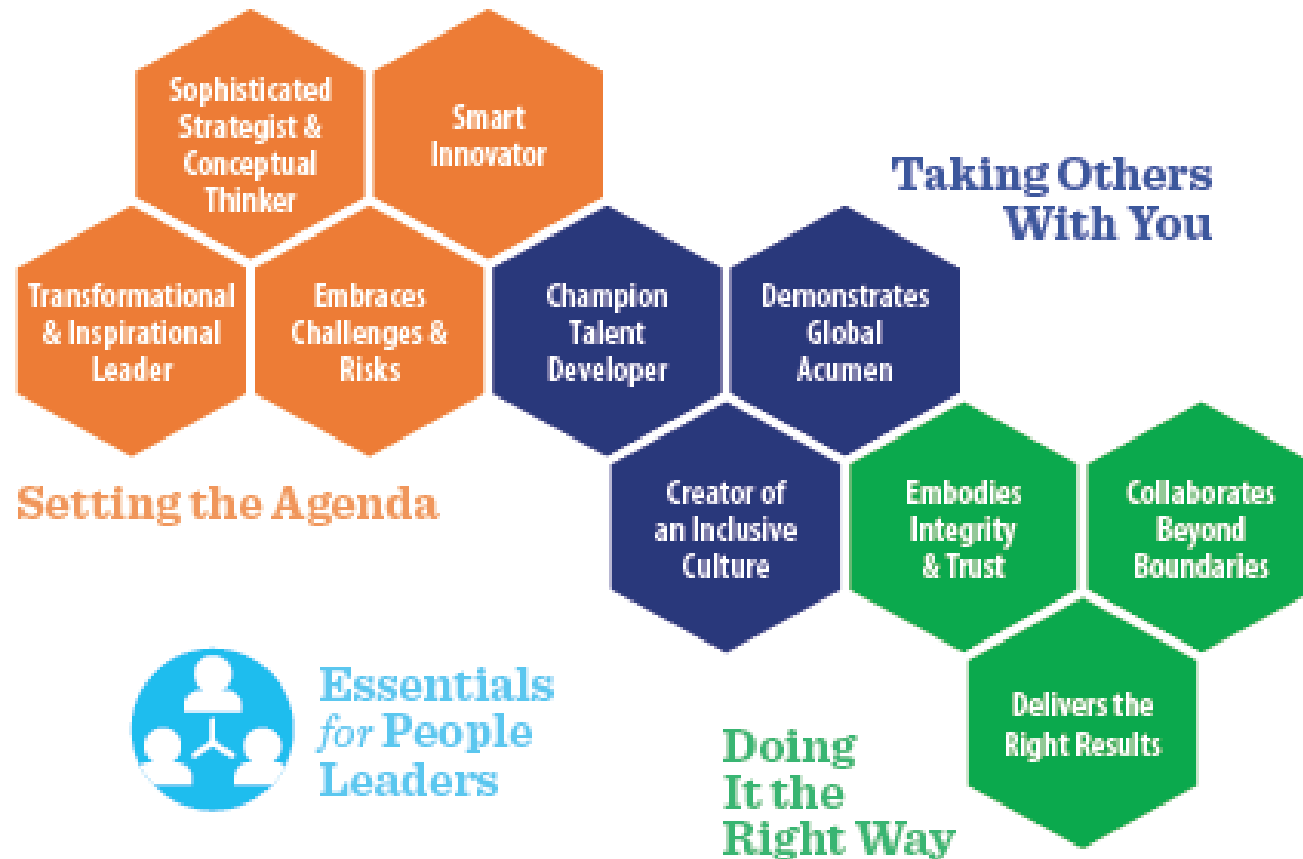 Sophisticated
Strategist &
Conceptual
Thinker
Smart
Innovator
Taking Others
With You
Transformational
& Inspirational
Leader
Embraces
Challenges &
Risks
Champion
Talent
Developer
Demonstrates
Global
Acumen
Setting the Agenda
Creator of
an Inclusive
Culture
Embodies
Integrity
& Trust
Collaborates
Beyond
Boundaries
Essentials
for People
Leaders
Delivers the
Right Results
Doing
It the
Right Way